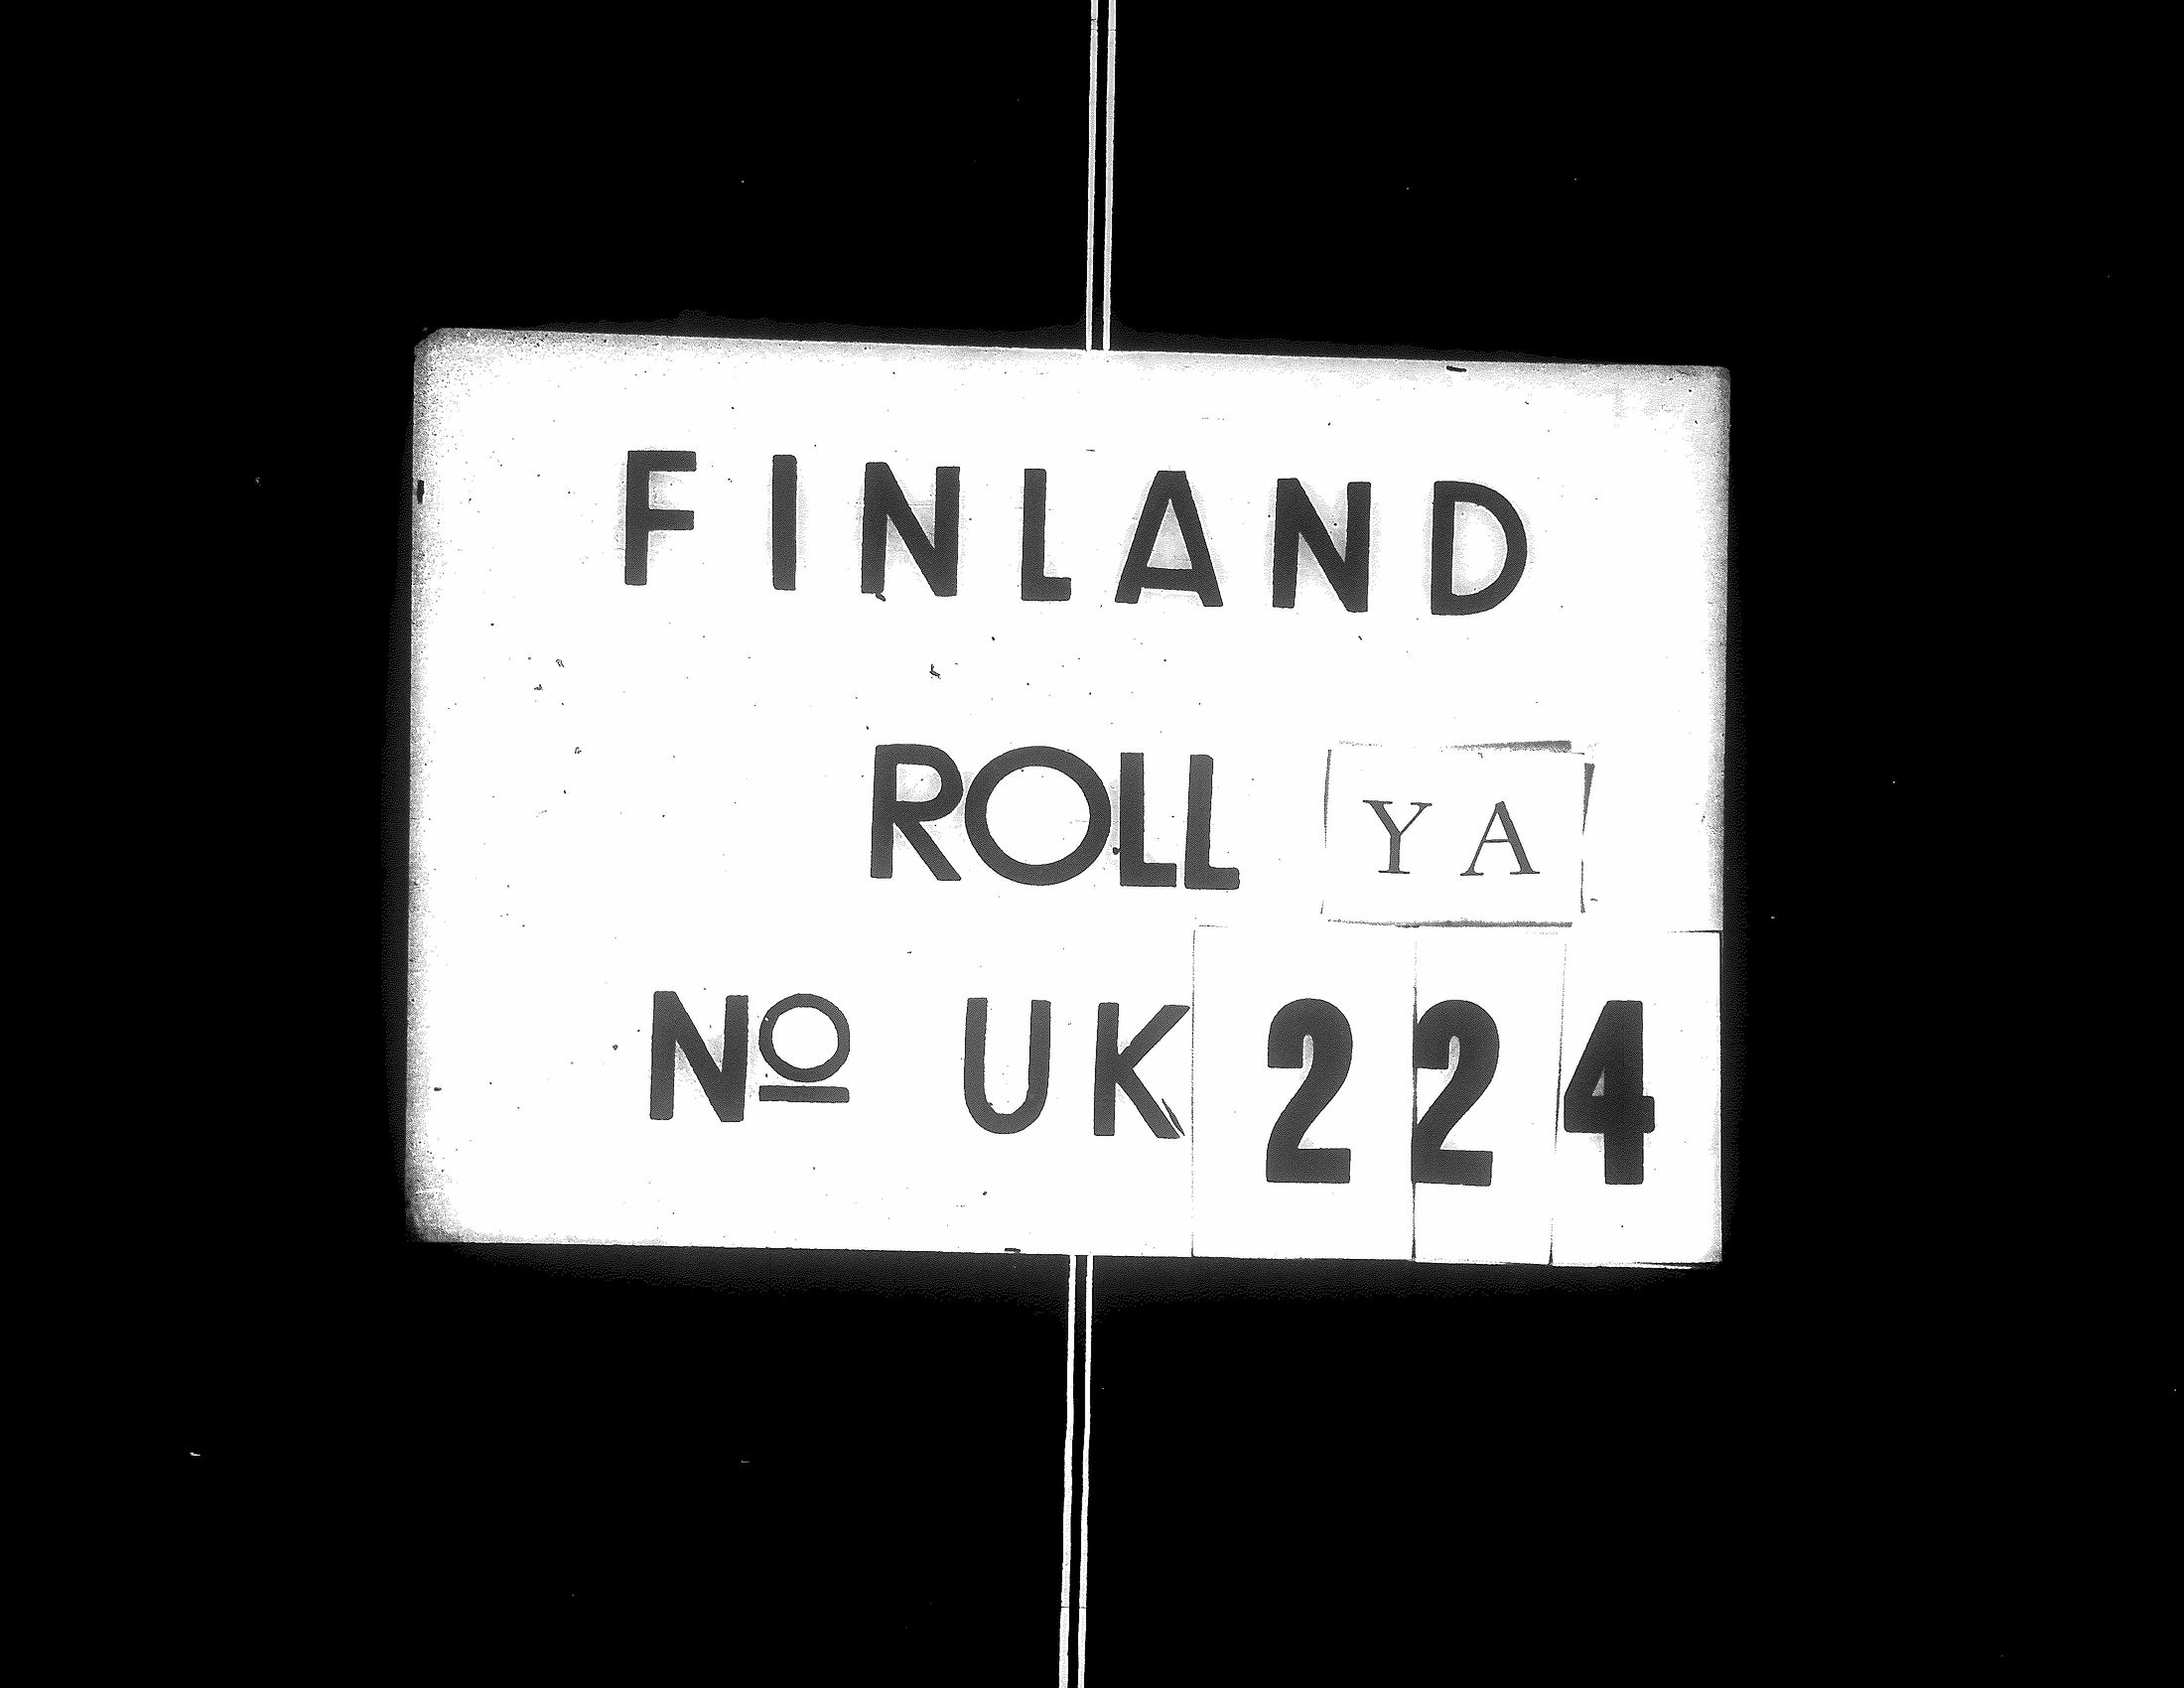 FINLAND
ROLL YA
Nº UK 224